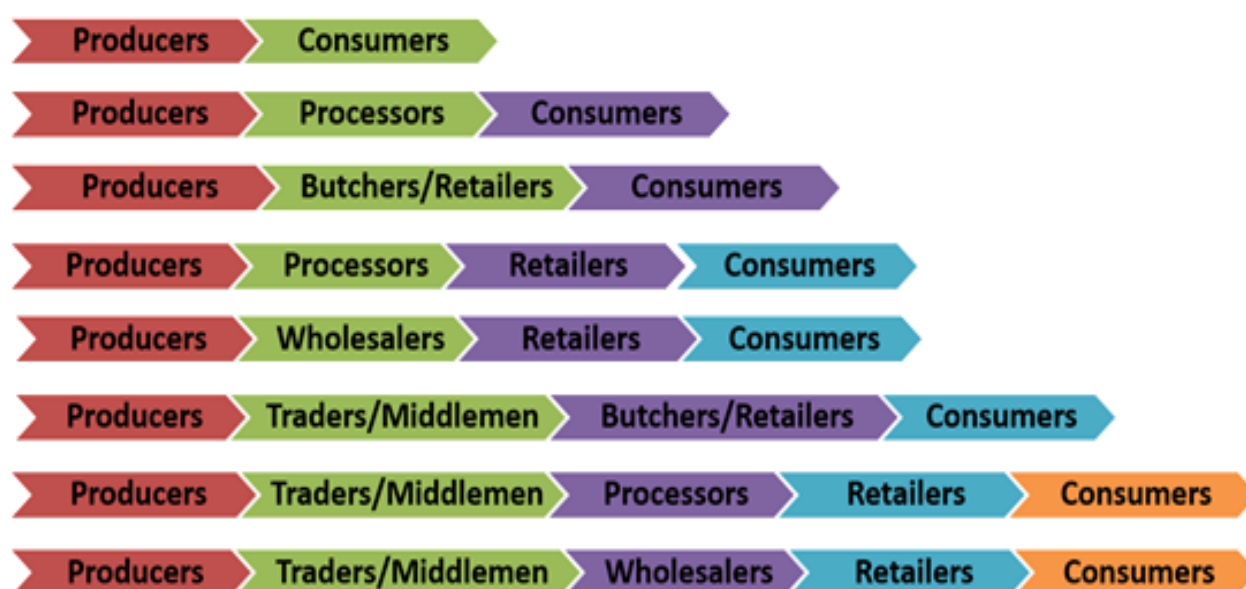 Producers Consumers
Producers Processors Consumers
Producers Butchers/Retailers Consumers
Producers Processors Retailers Consumers
Producers Wholesalers Retailers Consumers
Producers Traders/Middlemen Butchers/Retailers Consumers
Producers Traders/Middlemen Processors Retailers Consumers
Producers Traders/Middlemen Wholesalers Retailers Consumers